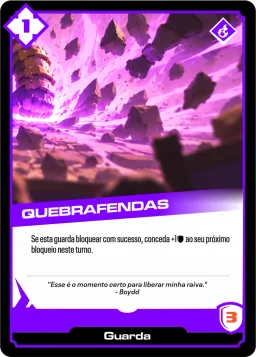 1
QUEBRAFENDAS
Se esta guarda bloquear com sucesso, conceda +1 ao seu próximo
bloqueio neste turno.
"Esse é o momento certo para liberar minha raiva."
- Boydd
3
Guarda